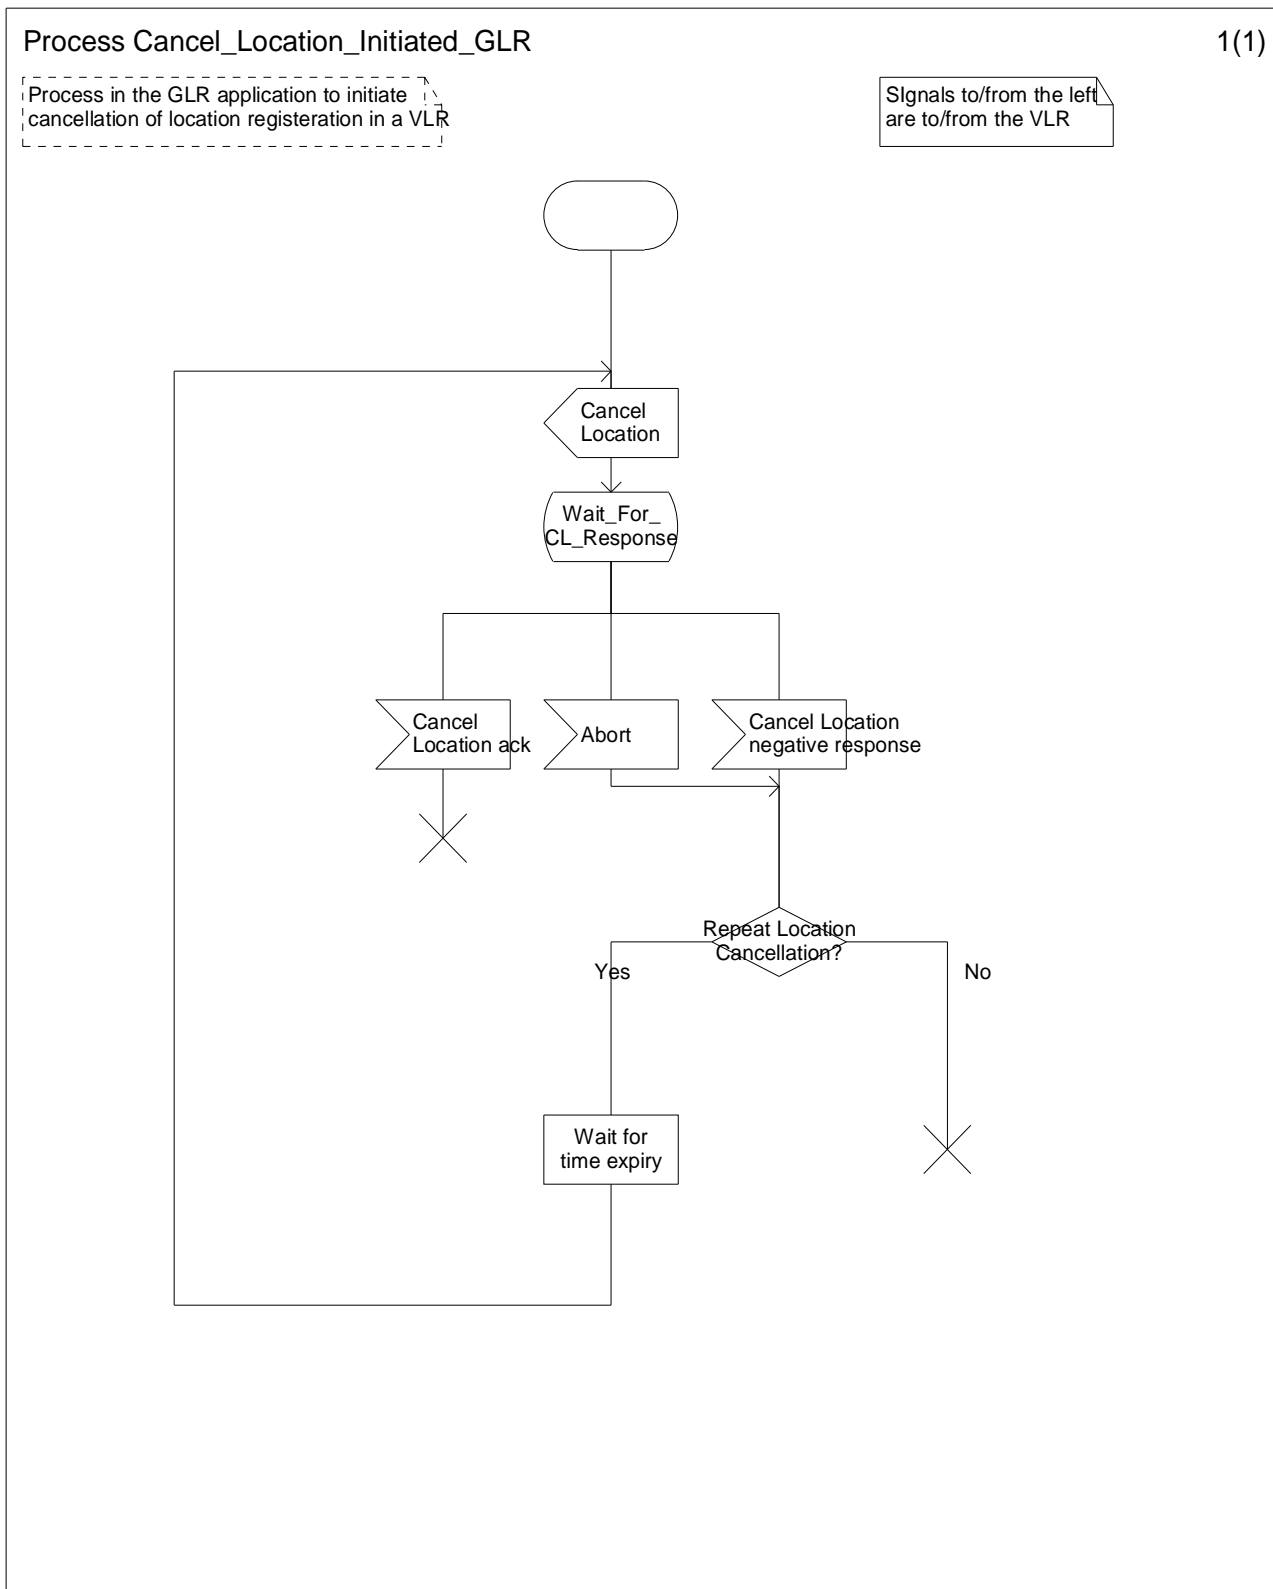 Process Cancel_Location_Initiated_GLR
1(1)
Process in the GLR application to initiate
cancellation of location registeration in a VLR
SIgnals to/from the left
are to/from the VLR
Cancel
Location
Wait_For_
CL_Response
Cancel
Location ack
Abort
Cancel Location
negative response
Repeat Location
Cancellation?
Yes
No
Wait for
time expiry